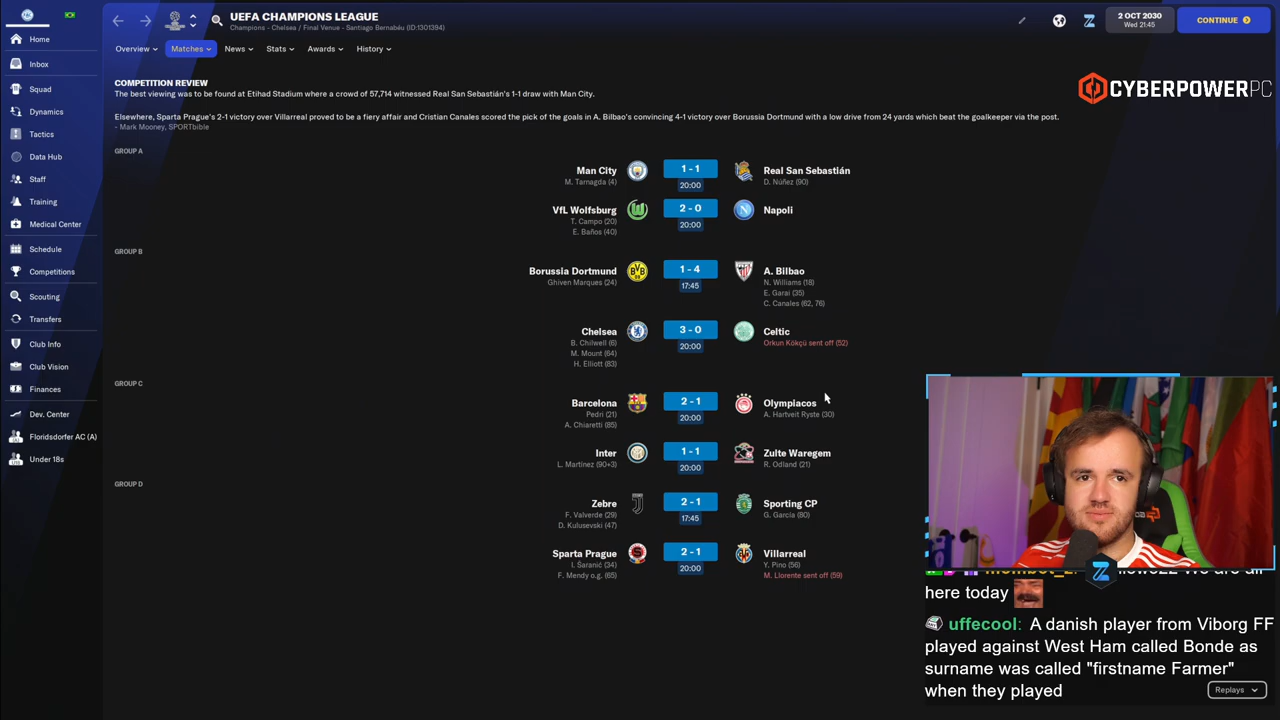 UEFA CHAMPIONS LEAGUE
Champions - Chelsea / Final Venue - Santiago Bernabéu (ID:1301394)
2 OCT 2030
Wed 21:45
CONTINUE
Overview
Matches
News
Stats
Awards
History
Home
Inbox
Squad
Dynamics
Tactics
Data Hub
Staff
Training
Medical Center
Schedule
Competitions
Scouting
Transfers
Club Info
Club Vision
Finances
Dev. Center
Floridsdorfer AC (A)
Under 18s
COMPETITION REVIEW
The best viewing was to be found at Etihad Stadium where a crowd of 57,714 witnessed Real San Sebastián's 1-1 draw with Man City.
Elsewhere, Sparta Prague's 2-1 victory over Villarreal proved to be a fiery affair and Cristian Canales scored the pick of the goals in A. Bilbao's convincing 4-1 victory over Borussia Dortmund with a low drive from 24 yards which beat the goalkeeper via the post.
- Mark Mooney, SPORTbible
CYBERPOWERPC
GROUP A
Man City 1 - 1 Real San Sebastián
M. Tarnagda (4) 20:00 D. Núñez (90)
VfL Wolfsburg 2 - 0 Napoli
T. Campo (20) 20:00
E. Baños (40)
GROUP B
Borussia Dortmund 1 - 4 A. Bilbao
Ghiven Marques (24) 17:45 N. Williams (18)
E. Garai (35)
C. Canales (62, 76)
Chelsea 3 - 0 Celtic
B. Chilwell (6) 20:00 Orkun Kökçü sent off (52)
M. Mount (64)
H. Elliott (83)
GROUP C
Barcelona 2 - 1 Olympiacos
Pedri (21) 20:00 A. Hartveit Ryste (30)
A. Chiaretti (85)
Inter 1 - 1 Zulte Waregem
L. Martínez (90+3) 20:00 R. Odland (21)
GROUP D
Zebre 2 - 1 Sporting CP
F. Valverde (29) 17:45 G. Garcia (80)
D. Kulusevski (47)
Sparta Prague 2 - 1 Villarreal
I. Šaranić (34) 20:00 Y. Pino (56)
F. Mendy o.g. (65) M. Llorente sent off (59)
here today
uffecool: A danish player from Viborg FF
played against West Ham called Bonde as
surname was called "firstname Farmer"
when they played
Replays